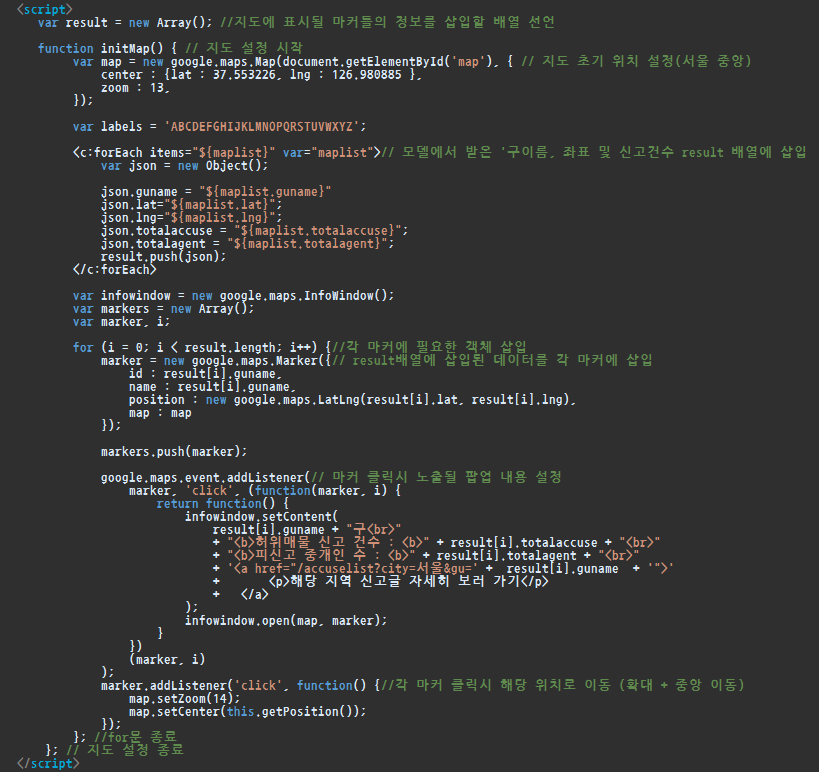 <script>
var result = new Array(); //지도에 표시될 마커들의 정보를 삽입할 배열 선언
function initMap() { // 지도 설정 시작
var map = new google.maps.Map(document.getElementById('map'), { // 지도 초기 위치 설정(서울 중앙)
center : {lat : 37.553226, lng : 126.980885 },
zoom : 13,
});
var labels = 'ABCDEFGHIJKLMNOPQRSTUVWXYZ';
<c:forEach items="${maplist}" var="maplist">// 모델에서 받은 '구이름, 좌표 및 신고건수 result 배열에 삽입
var json = new Object();
json.guname = "${maplist.guname}"
json.lat="${maplist.lat}";
json.lng="${maplist.lng}";
json.totalaccuse = "${maplist.totalaccuse}";
json.totalagent = "${maplist.totalagent}";
result.push(json);
</c:forEach>
var infowindow = new google.maps.InfoWindow();
var markers = new Array();
var marker, i;
for (i = 0; i < result.length; i++) {//각 마커에 필요한 객체 삽입
marker = new google.maps.Marker({// result배열에 삽입된 데이터를 각 마커에 삽입
id : result[i].guname,
name : result[i].guname,
position : new google.maps.LatLng(result[i].lat, result[i].lng),
map : map
});
markers.push(marker);
google.maps.event.addListener(// 마커 클릭시 노출될 팝업 내용 설정
marker, 'click', (function(marker, i) {
return function() {
infowindow.setContent(
result[i].guname + "구<br>"
+ "<b>허위매물 신고 건수 : <b>" + result[i].totalaccuse + "<br>"
+ "<b>피신고 중개인 수 : <b>" + result[i].totalagent + "<br>"
+ '<a href="/accuselist?city=서울&gu=' + result[i].guname + '">'
+ <p>해당 지역 신고글 자세히 보러 가기</p>
+ </a>
);
infowindow.open(map, marker);
}
})
(marker, i)
);
marker.addListener('click', function() {//각 마커 클릭시 해당 위치로 이동 (확대 + 중앙 이동)
map.setZoom(14);
map.setCenter(this.getPosition());
});
}; //for문 종료
}; // 지도 설정 종료
</script>